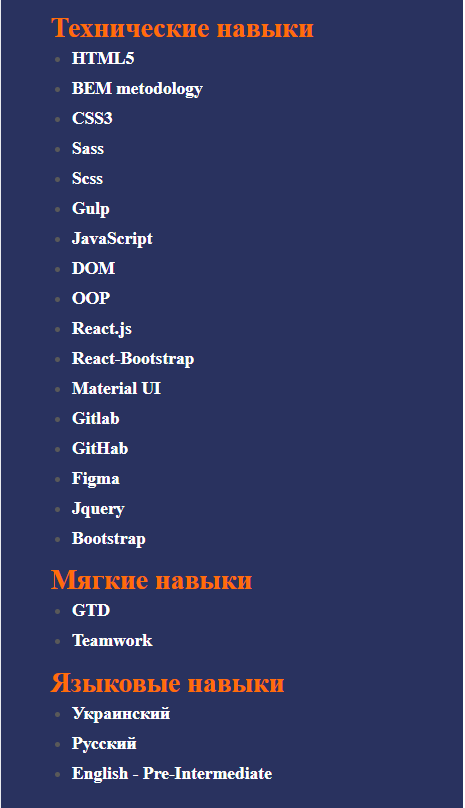 Технические навыки
HTML5
BEM metodology
CSS3
Sass
Scss
Gulp
JavaScript
DOM
OOP
React.js
React-Bootstrap
Material UI
Gitlab
GitHab
Figma
Jquery
Bootstrap
Мягкие навыки
GTD
Teamwork
Языковые навыки
Украинский
Русский
English - Pre-Intermediate